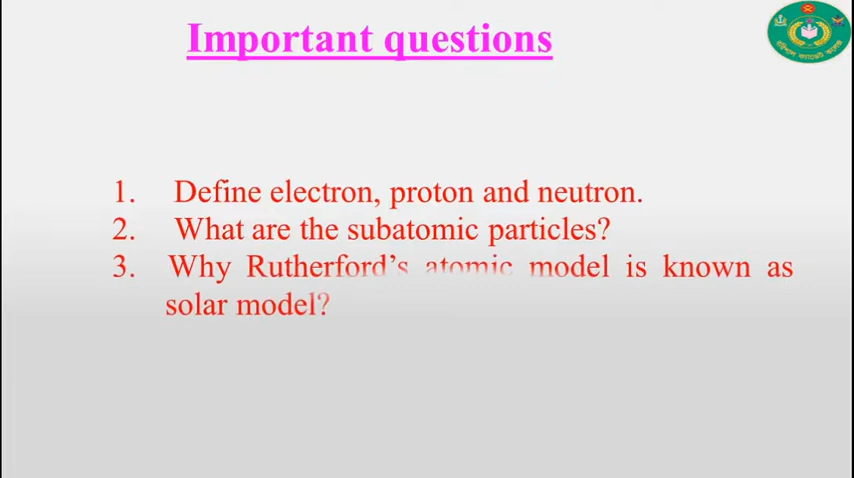 Important questions
1. Define electron, proton and neutron.
2. What are the subatomic particles?
3. Why Rutherford's atomic model is known as
solar model?